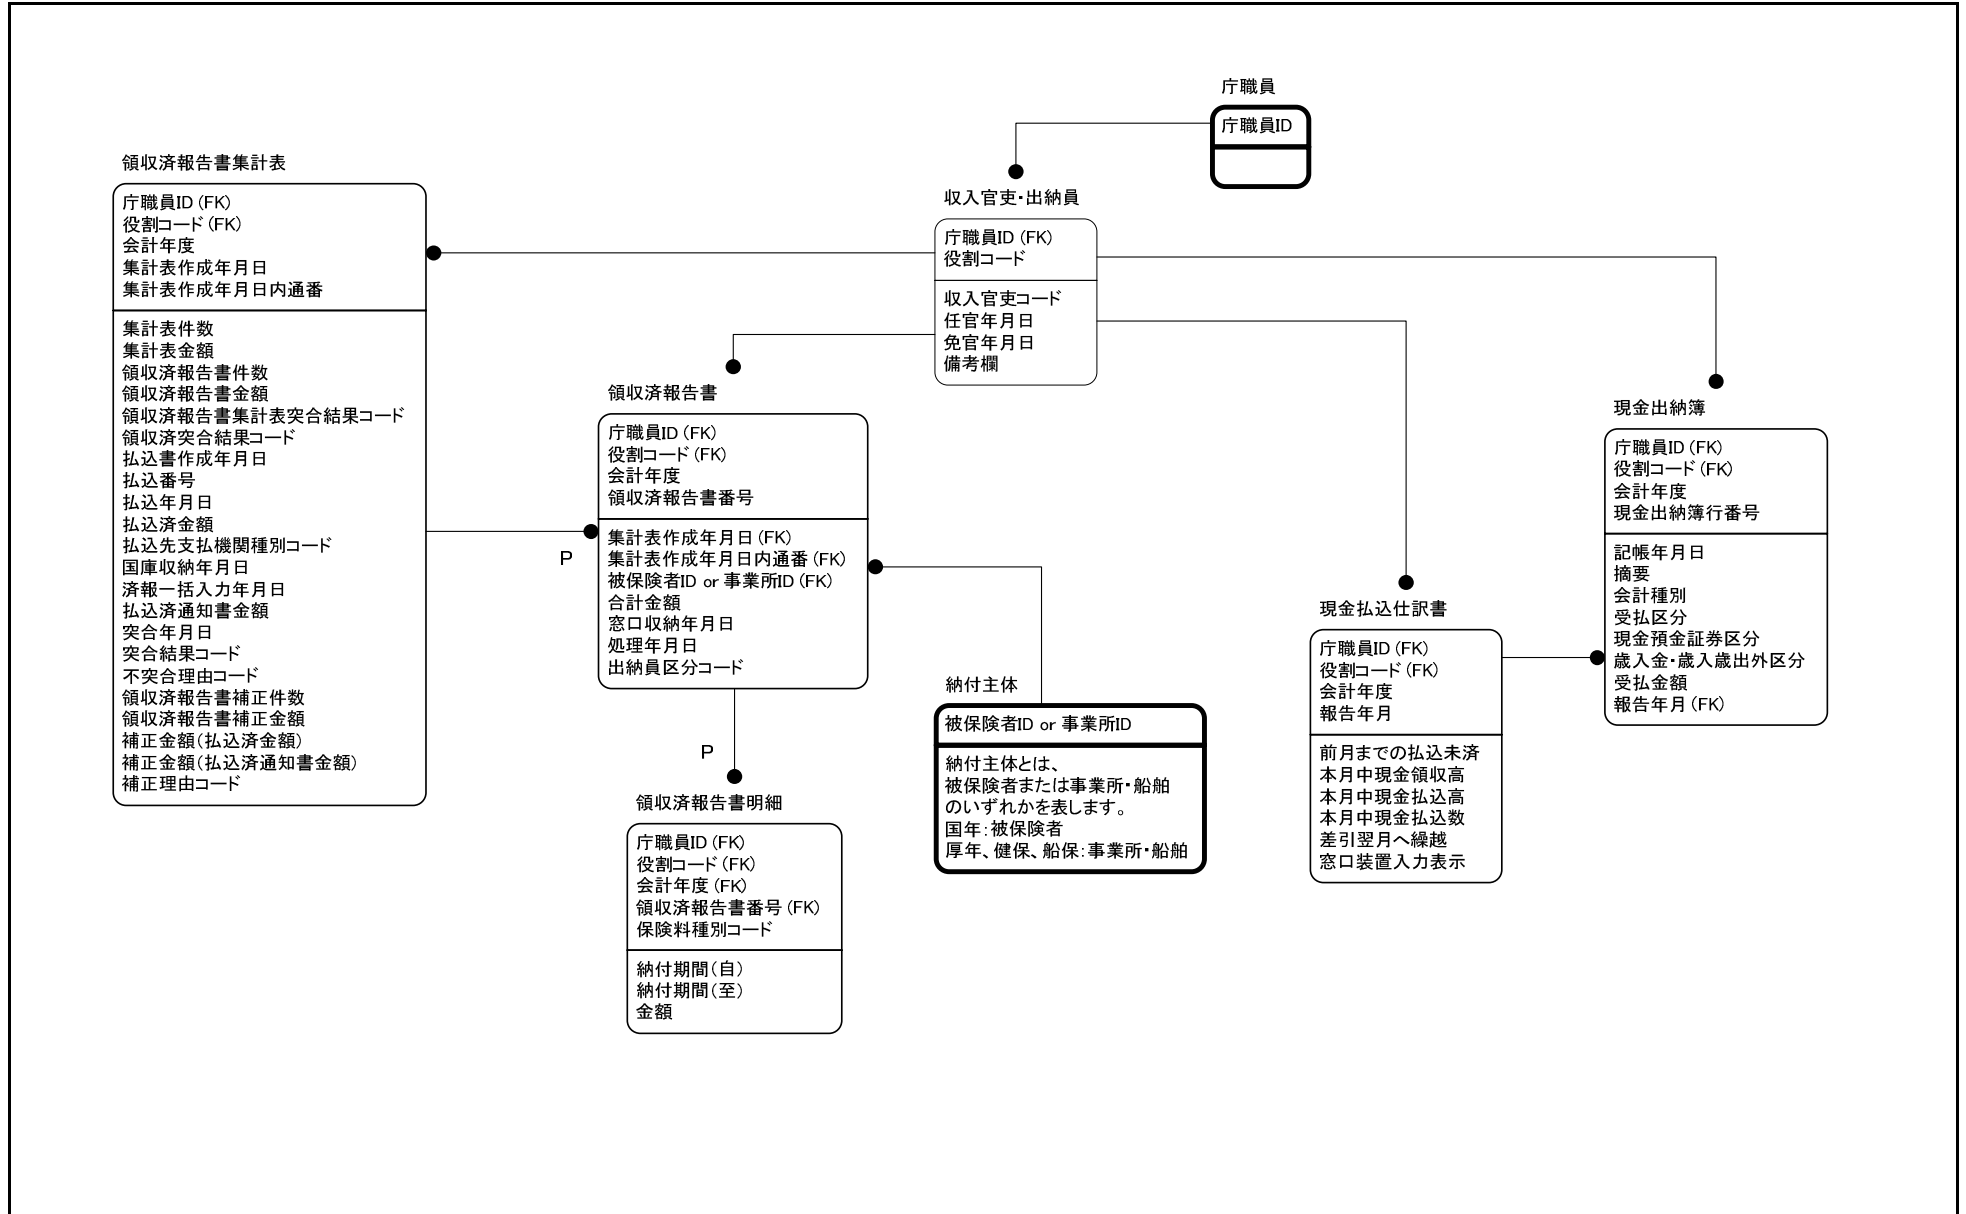 庁職員
庁職員ID
領収済報告書集計表
庁職員ID (FK)
役割コード (FK)
会計年度
集計表作成年月日
集計表作成年月日内通番
集計表件数
集計表金額
領収済報告書件数
領収済報告書金額
領収済報告書集計表突合結果コード
領収済突合結果コード
払込書作成年月日
払込番号
払込年月日
払込済金額
払込先支払機関種別コード
国庫収納年月日
済報一括入力年月日
払込済通知書金額
突合年月日
突合結果コード
不突合理由コード
領収済報告書補正件数
領収済報告書補正金額
補正金額(払込済金額)
補正金額(払込済通知書金額)
補正理由コード
収入官吏・出納員
庁職員ID (FK)
役割コード
収入官吏コード
任官年月日
免官年月日
備考欄
領収済報告書
庁職員ID (FK)
役割コード (FK)
会計年度
領収済報告書番号
集計表作成年月日 (FK)
集計表作成年月日内通番 (FK)
被保険者ID or 事業所ID (FK)
合計金額
窓口収納年月日
処理年月日
出納員区分コード
P
P
領収済報告書明細
庁職員ID (FK)
役割コード (FK)
会計年度 (FK)
領収済報告書番号 (FK)
保険料種別コード
納付期間(自)
納付期間(至)
金額
納付主体
被保険者ID or 事業所ID
納付主体とは、
被保険者または事業所・船舶
のいずれかを表します。
国年:被保険者
厚年、健保、船保:事業所・船舶
現金払込仕訳書
庁職員ID (FK)
役割コード (FK)
会計年度
報告年月
前月までの払込未済
本月中現金領収高
本月中現金払込高
本月中現金払込数
差引翌月へ繰越
窓口装置入力表示
現金出納簿
庁職員ID (FK)
役割コード (FK)
会計年度
現金出納簿行番号
記帳年月日
摘要
会計種別
受払区分
現金預金証券区分
歳入金・歳入歳出外区分
受払金額
報告年月 (FK)